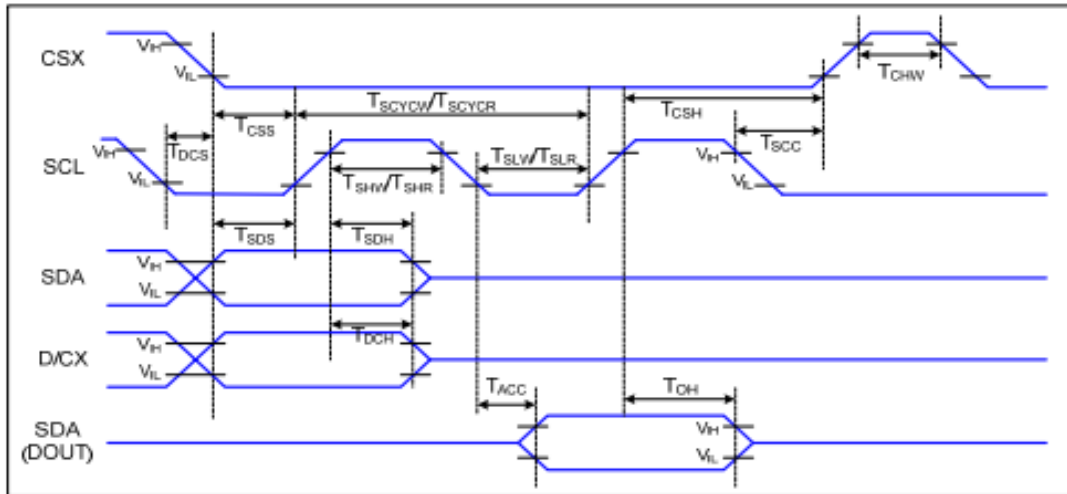 CSX
VIH
VIL
TCHW
TCSS
TSCYCW/TSCYCR
TCSH
TDCS
TSCC
SCL
VIH
VIL
TSHW/TSHR
TSLW/TSLR
VIH
VIL
TSDS
TSDH
SDA
VIH
VIL
TDCH
D/CX
VIH
VIL
TACC
TOH
SDA
(DOUT)
VIH
VIL